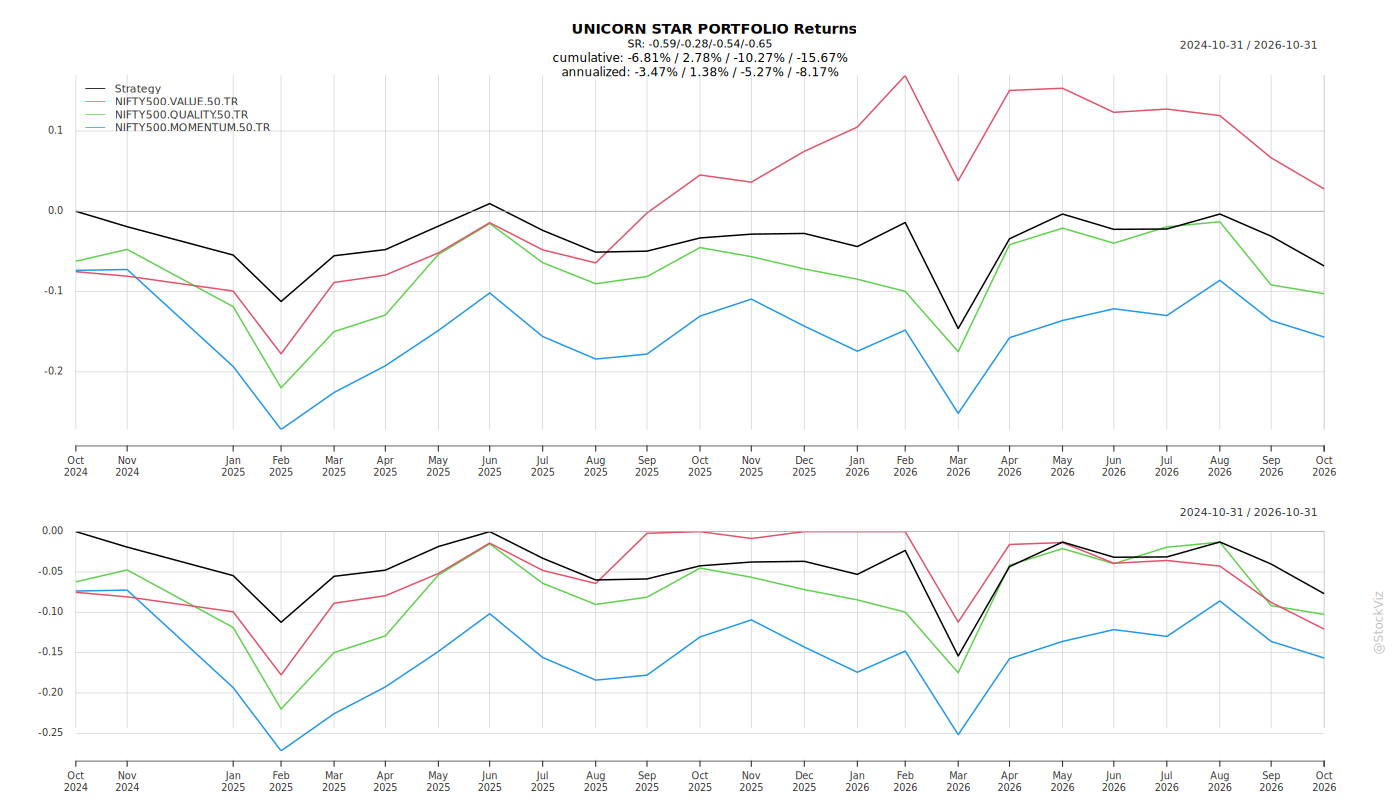 UNICORN STAR PORTFOLIO Returns
SR: -0.59/-0.28/-0.54/-0.65
cumulative: -6.81% / 2.78% / -10.27% / -15.67%
annualized: -3.47% / 1.38% / -5.27% / -8.17%
2024-10-31 / 2026-10-31
Strategy
NIFTY500.VALUE.50.TR
NIFTY500.QUALITY.50.TR
NIFTY500.MOMENTUM.50.TR
0.1
0.0
-0.1
-0.2
Oct Nov Jan Feb Mar Apr May Jun Jul Aug Sep Oct Nov Dec Jan Feb Mar Apr May Jun Jul Aug Sep Oct
2024 2024 2025 2025 2025 2025 2025 2025 2025 2025 2025 2025 2025 2025 2026 2026 2026 2026 2026 2026 2026 2026 2026 2026
2024-10-31 / 2026-10-31
0.00
-0.05
-0.10
-0.15
-0.20
-0.25
Oct Nov Jan Feb Mar Apr May Jun Jul Aug Sep Oct Nov Dec Jan Feb Mar Apr May Jun Jul Aug Sep Oct
2024 2024 2025 2025 2025 2025 2025 2025 2025 2025 2025 2025 2025 2025 2026 2026 2026 2026 2026 2026 2026 2026 2026 2026
@StockViz